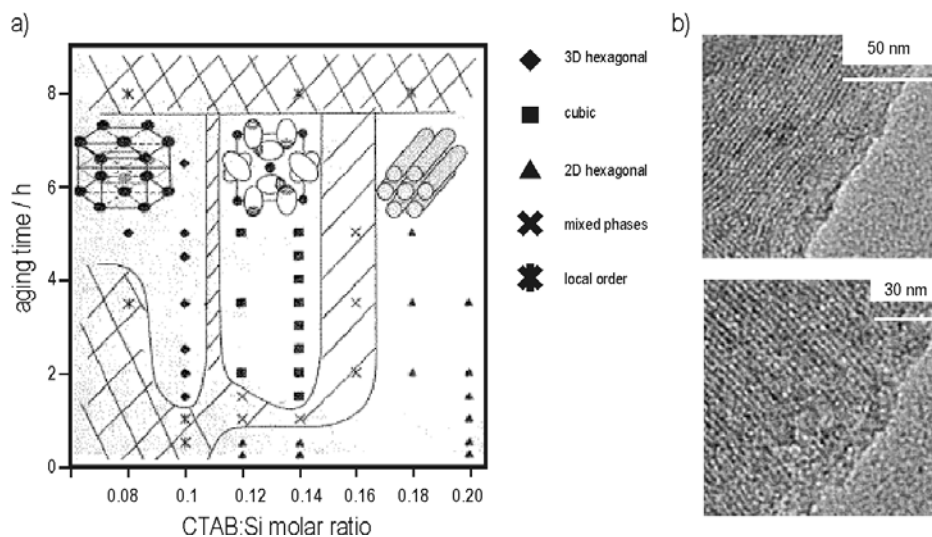 a)
b)
aging time / h
8
6
4
2
0
0.08
0.1
0.12
0.14
0.16
0.18
0.20
CTAB:Si molar ratio
3D hexagonal
cubic
2D hexagonal
mixed phases
local order
50 nm
30 nm